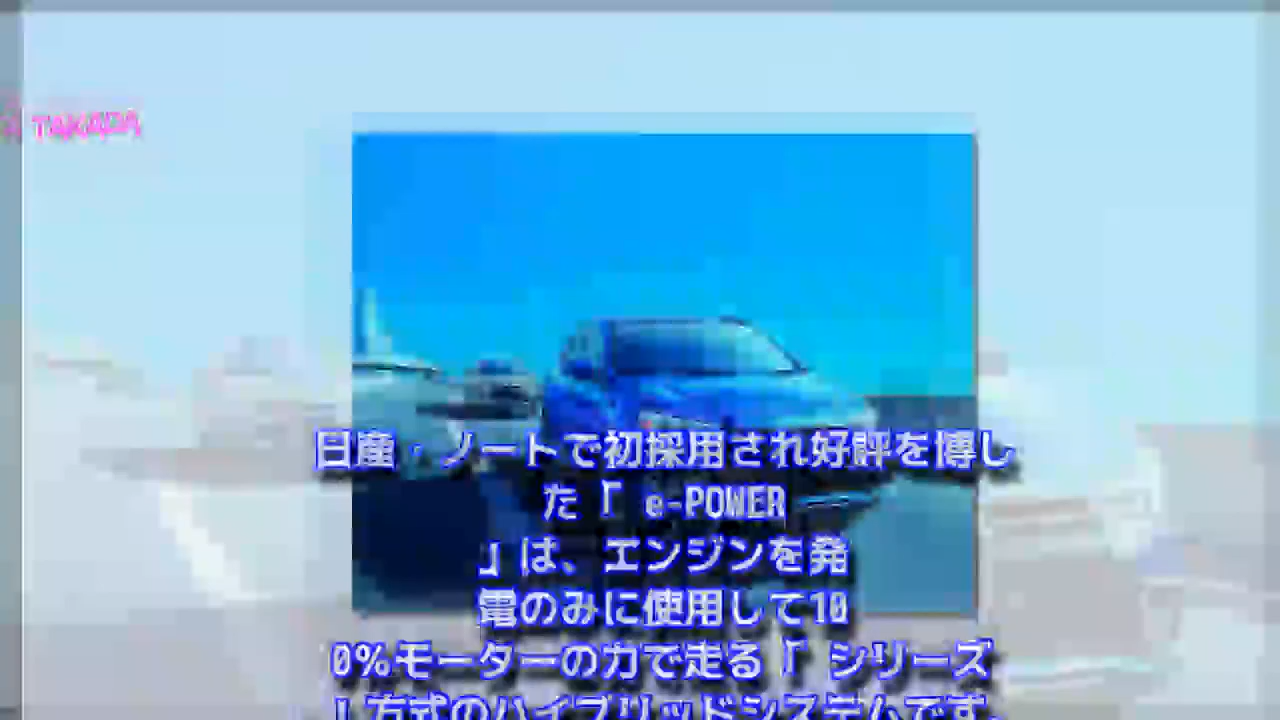 TAKADA
日産・ノートで初採用され好評を博し
た『 e-POWER
』は、エンジンを発
電のみに使用して10
0%モーターの力で走る『 シリーズ
』方式のハイブリッドシステムです。